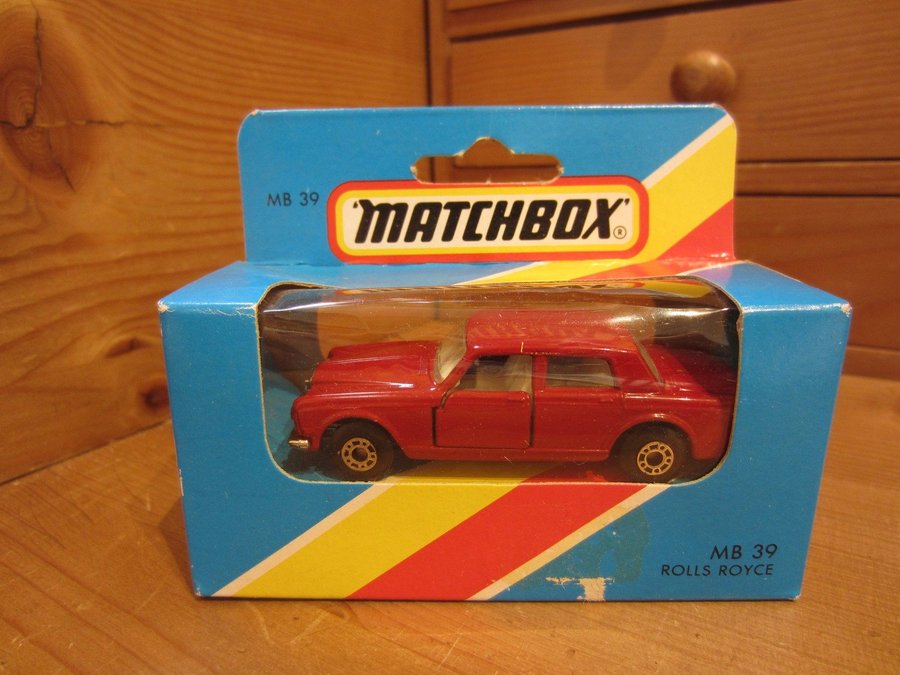 MB 39
'MATCHBOX'®
MB 39
ROLLS ROYCE